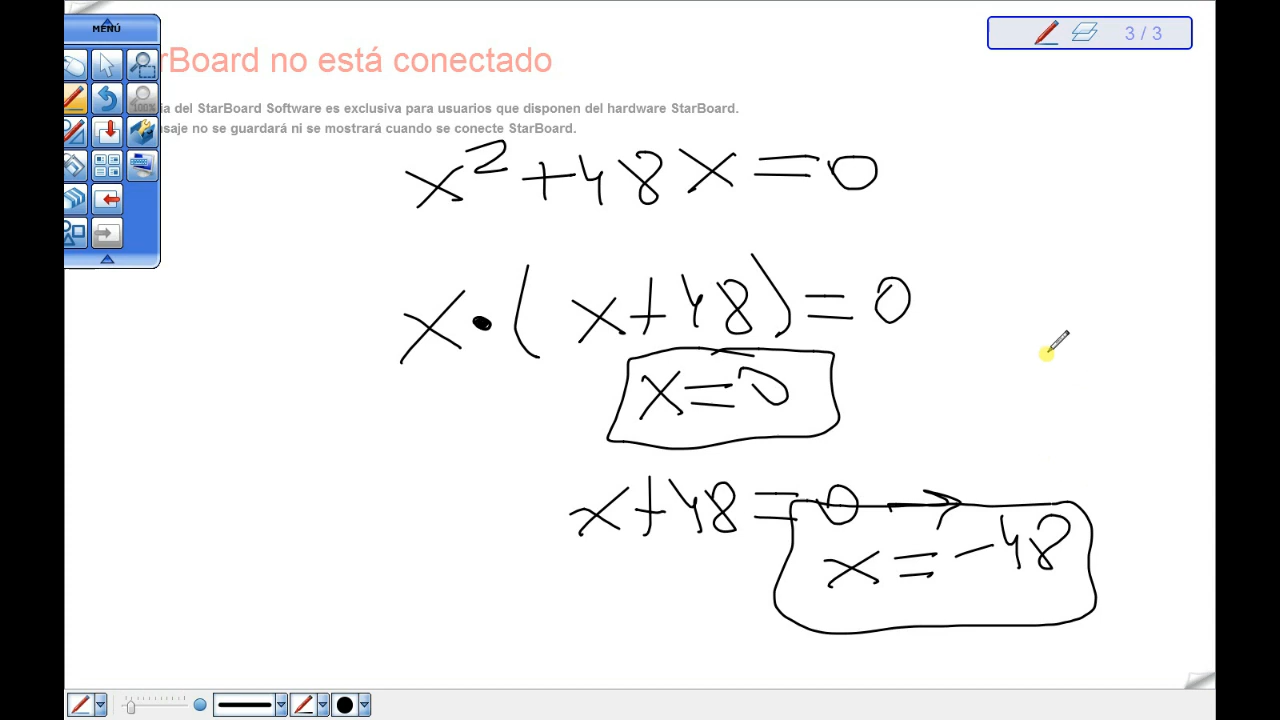 MENÚ
rBoard no está conectado
3 / 3
ia del StarBoard Software es exclusiva para usuarios que disponen del hardware StarBoard.
saje no se guardará ni se mostrará cuando se conecte StarBoard.
100%
x²+48x=0
x•(x+48)=0
x=0
x+48=0→
x=-48